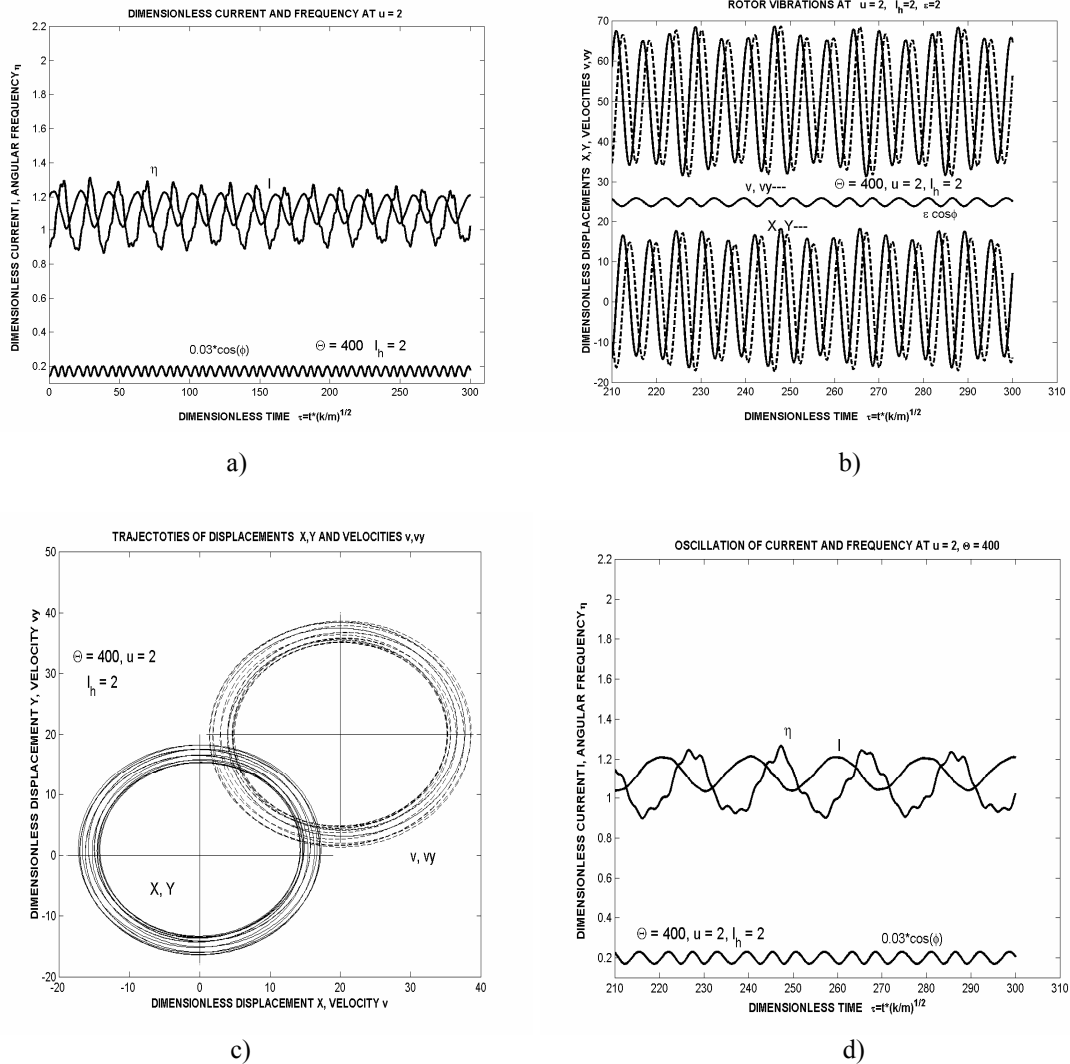 DIMENSIONLESS CURRENT AND FREQUENCY AT u = 2
DIMENSIONLESS CURRENT I, ANGULAR FREQUENCY η
2.2
2
1.8
1.6
1.4
1.2
1
0.8
0.6
0.4
0.2
η
I
0.03*cos(ϕ)
Θ = 400 I_h = 2
0 50 100 150 200 250 300
DIMENSIONLESS TIME τ=t*(k/m)^1/2
a)
ROTOR VIBRATIONS AT u = 2, I_h=2, ε=2
DIMENSIONLESS DISPLACEMENTS X,Y, VELOCITIES v,vy
70
60
50
40
30
20
10
0
-10
-20
v, vy--- Θ = 400, u = 2, I_h = 2
ε cosϕ
X, Y---
210 220 230 240 250 260 270 280 290 300 310
DIMENSIONLESS TIME τ=t*(k/m)^1/2
b)
TRAJECTOTIES OF DISPLACEMENTS X,Y AND VELOCITIES v,vy
DIMENSIONLESS DISPLACEMENT Y, VELOCITY vy
50
40
30
20
10
0
-10
-20
Θ = 400, u = 2
I_h = 2
v, vy
X, Y
-20 -10 0 10 20 30 40
DIMENSIONLESS DISPLACEMENT X, VELOCITY v
c)
OSCILLATION OF CURRENT AND FREQUENCY AT u = 2, Θ = 400
DIMENSIONLESS CURRENT I, ANGULAR FREQUENCY η
2.2
2
1.8
1.6
1.4
1.2
1
0.8
0.6
0.4
0.2
η
I
Θ = 400, u = 2, I_h = 2
0.03*cos(ϕ)
210 220 230 240 250 260 270 280 290 300 310
DIMENSIONLESS TIME τ=t*(k/m)^1/2
d)